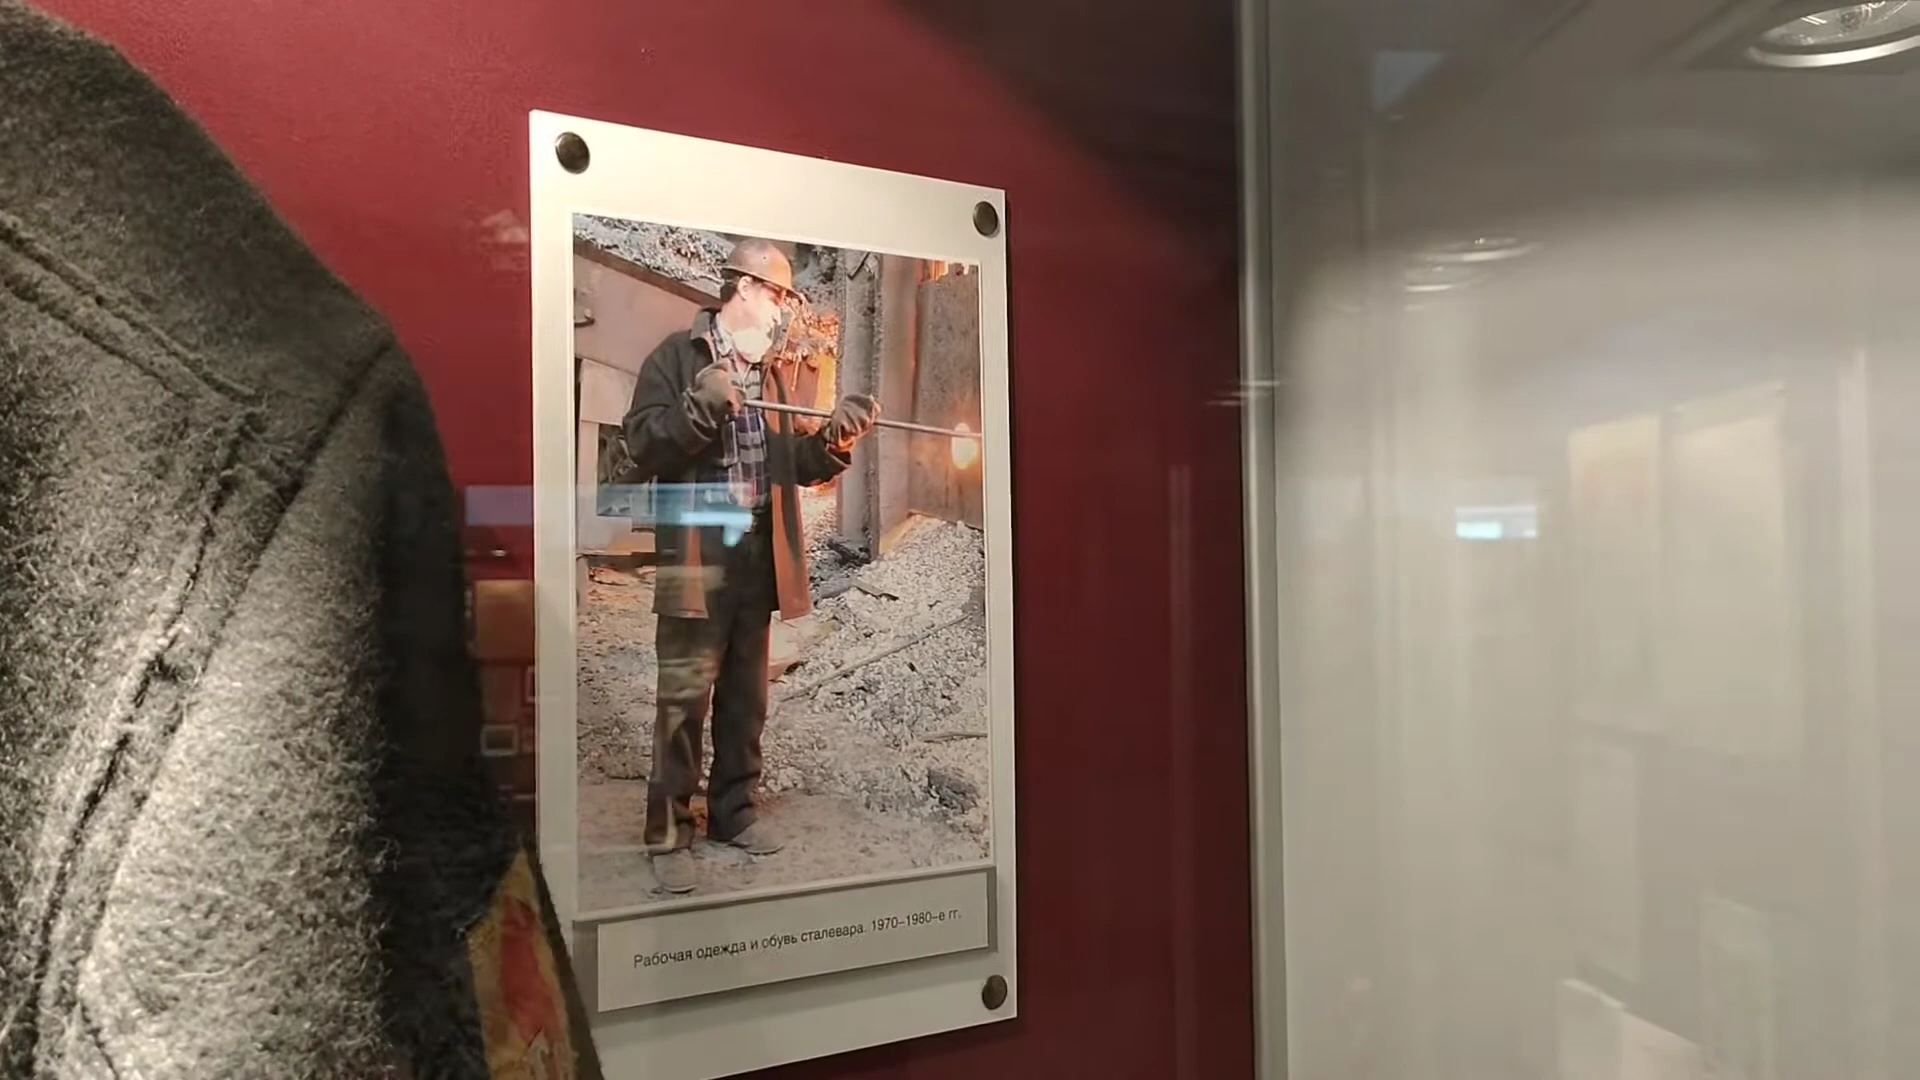 Рабочая одежда и обувь сталевара. 1970–1980–е гг.